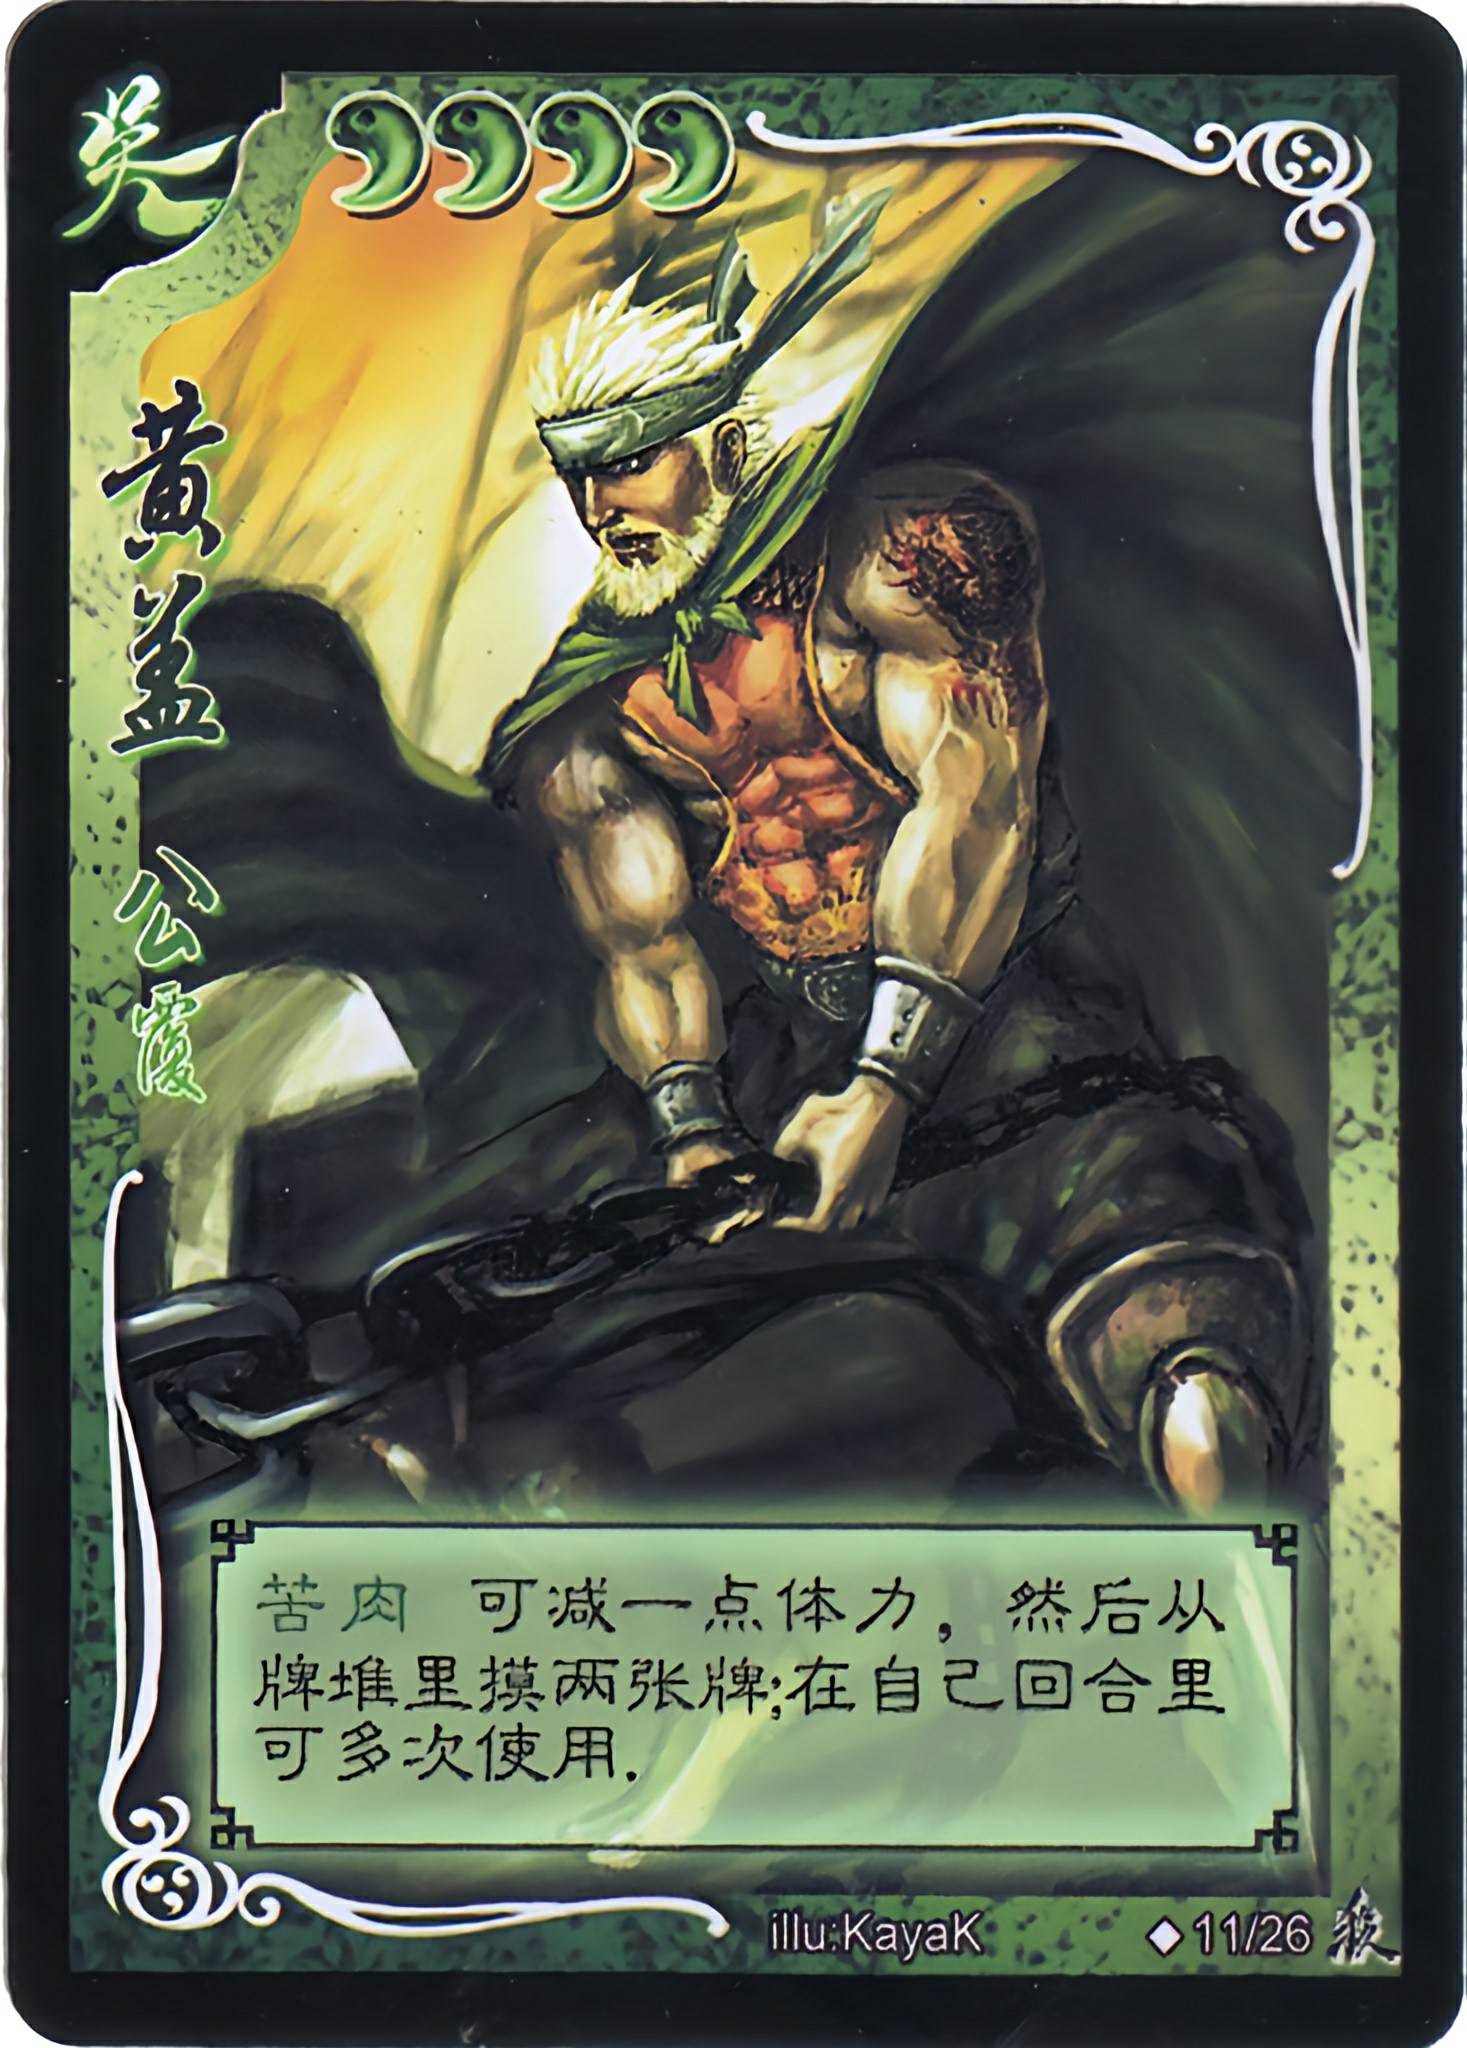 吴
黄盖
公覆
苦肉 可减一点体力，然后从
牌堆里摸两张牌;在自己回合里
可多次使用.
illu:KayaK
◆11/26